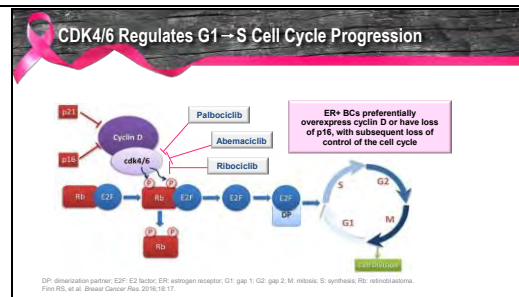 CDK4/6 Regulates G1→S Cell Cycle Progression
p21
p16
Cyclin D
cdk4/6
Palbociclib
Abemaciclib
Ribociclib
ER+ BCs preferentially
overexpress cyclin D or have loss
of p16, with subsequent loss of
control of the cell cycle
P P
Rb E2F
Rb E2F
E2F
E2F
DP
P P
Rb
S
G2
G1
M
Cell Division
DP: dimerization partner; E2F: E2 factor; ER: estrogen receptor; G1: gap 1; G2: gap 2; M: mitosis; S: synthesis; Rb: retinoblastoma.
Finn RS, et al. Breast Cancer Res. 2016;18:17.